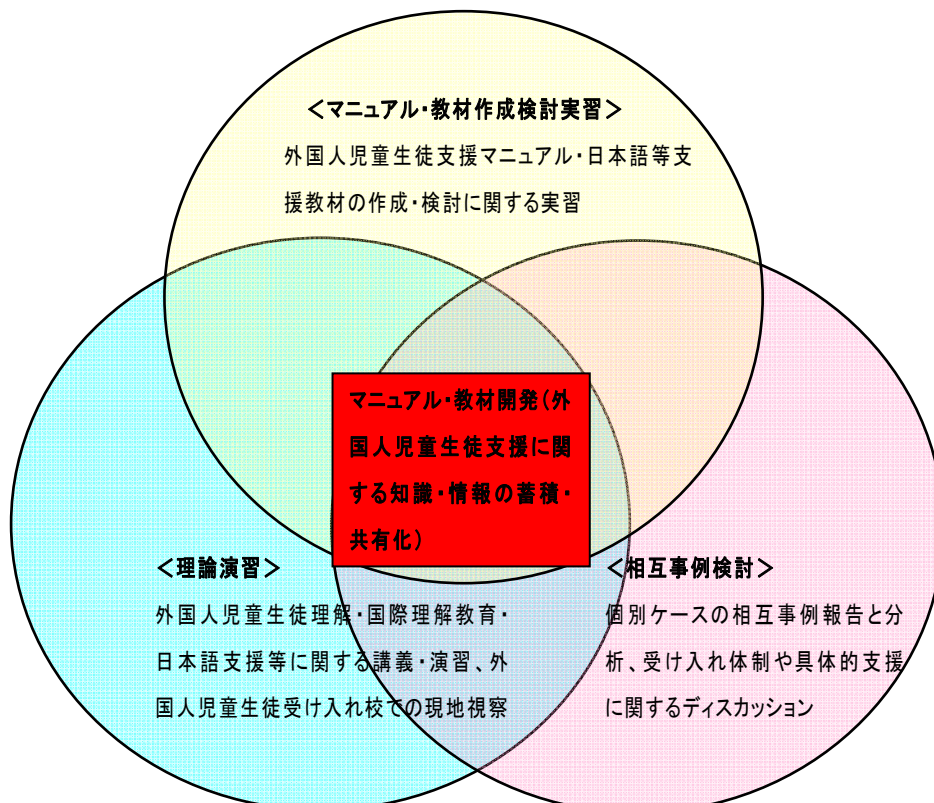 ＜マニュアル・教材作成検討実習＞
外国人児童生徒支援マニュアル・日本語等支
援教材の作成・検討に関する実習
マニュアル・教材開発（外
国人児童生徒支援に関
する知識・情報の蓄積・
共有化）
＜理論演習＞
外国人児童生徒理解・国際理解教育・
日本語支援等に関する講義・演習、外
国人児童生徒受け入れ校での現地視察
＜相互事例検討＞
個別ケースの相互事例報告と分
析、受け入れ体制や具体的支援
に関するディスカッション